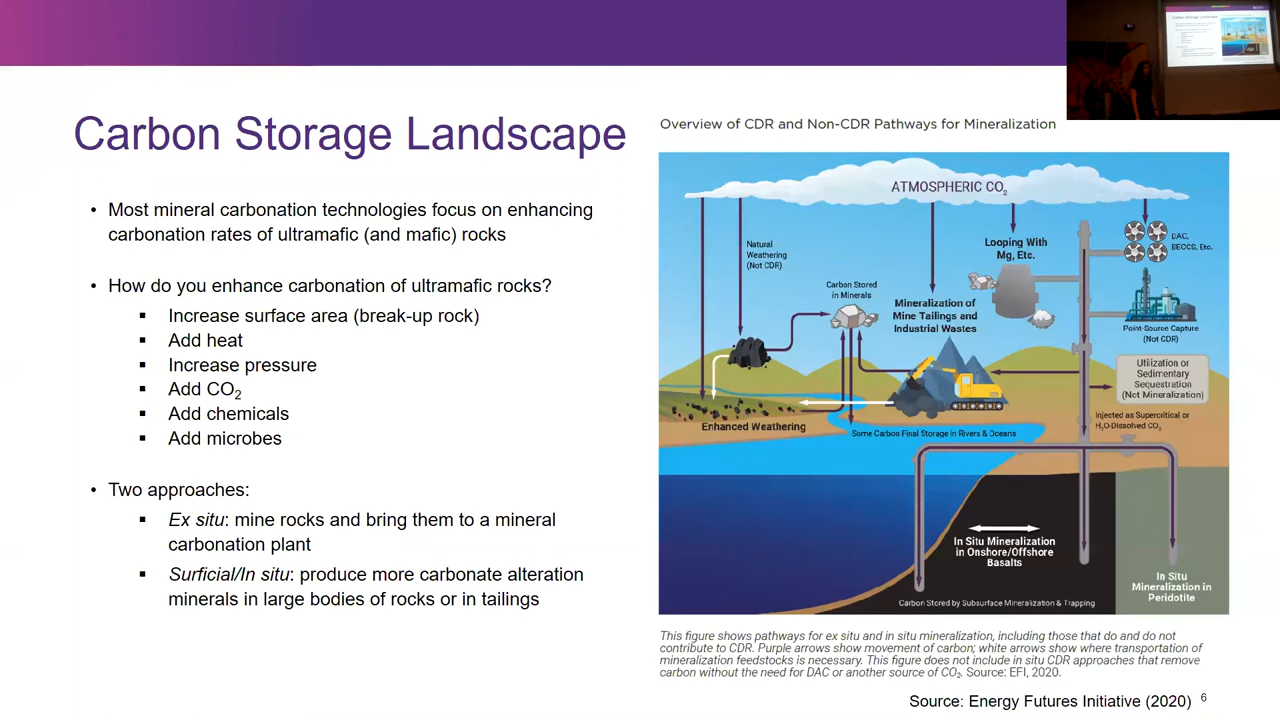 Carbon Storage Landscape
• Most mineral carbonation technologies focus on enhancing
carbonation rates of ultramafic (and mafic) rocks
• How do you enhance carbonation of ultramafic rocks?
▪ Increase surface area (break-up rock)
▪ Add heat
▪ Increase pressure
▪ Add CO₂
▪ Add chemicals
▪ Add microbes
• Two approaches:
▪ Ex situ: mine rocks and bring them to a mineral
carbonation plant
▪ Surficial/In situ: produce more carbonate alteration
minerals in large bodies of rocks or in tailings
Overview of CDR and Non-CDR Pathways for Mineralization
ATMOSPHERIC CO₂
Natural
Weathering
(Not CDR)
Carbon Stored
in Minerals
Mineralization of
Mine Tailings and
Industrial Wastes
Looping With
Mg, Etc.
DAC,
BECCS, Etc.
Point-Source Capture
(Not CDR)
Utilization or
Sedimentary
Sequestration
(Not Mineralization)
Injected as Supercritical or
H₂O-Dissolved CO₂
Enhanced Weathering
Some Carbon Final Storage in Rivers & Oceans
In Situ Mineralization
in Onshore/Offshore
Basalts
In Situ
Mineralization in
Peridotite
Carbon Stored by Subsurface Mineralization & Trapping
This figure shows pathways for ex situ and in situ mineralization, including those that do and do not
contribute to CDR. Purple arrows show movement of carbon; white arrows show where transportation of
mineralization feedstocks is necessary. This figure does not include in situ CDR approaches that remove
carbon without the need for DAC or another source of CO₂. Source: EFI, 2020.
Source: Energy Futures Initiative (2020) 6